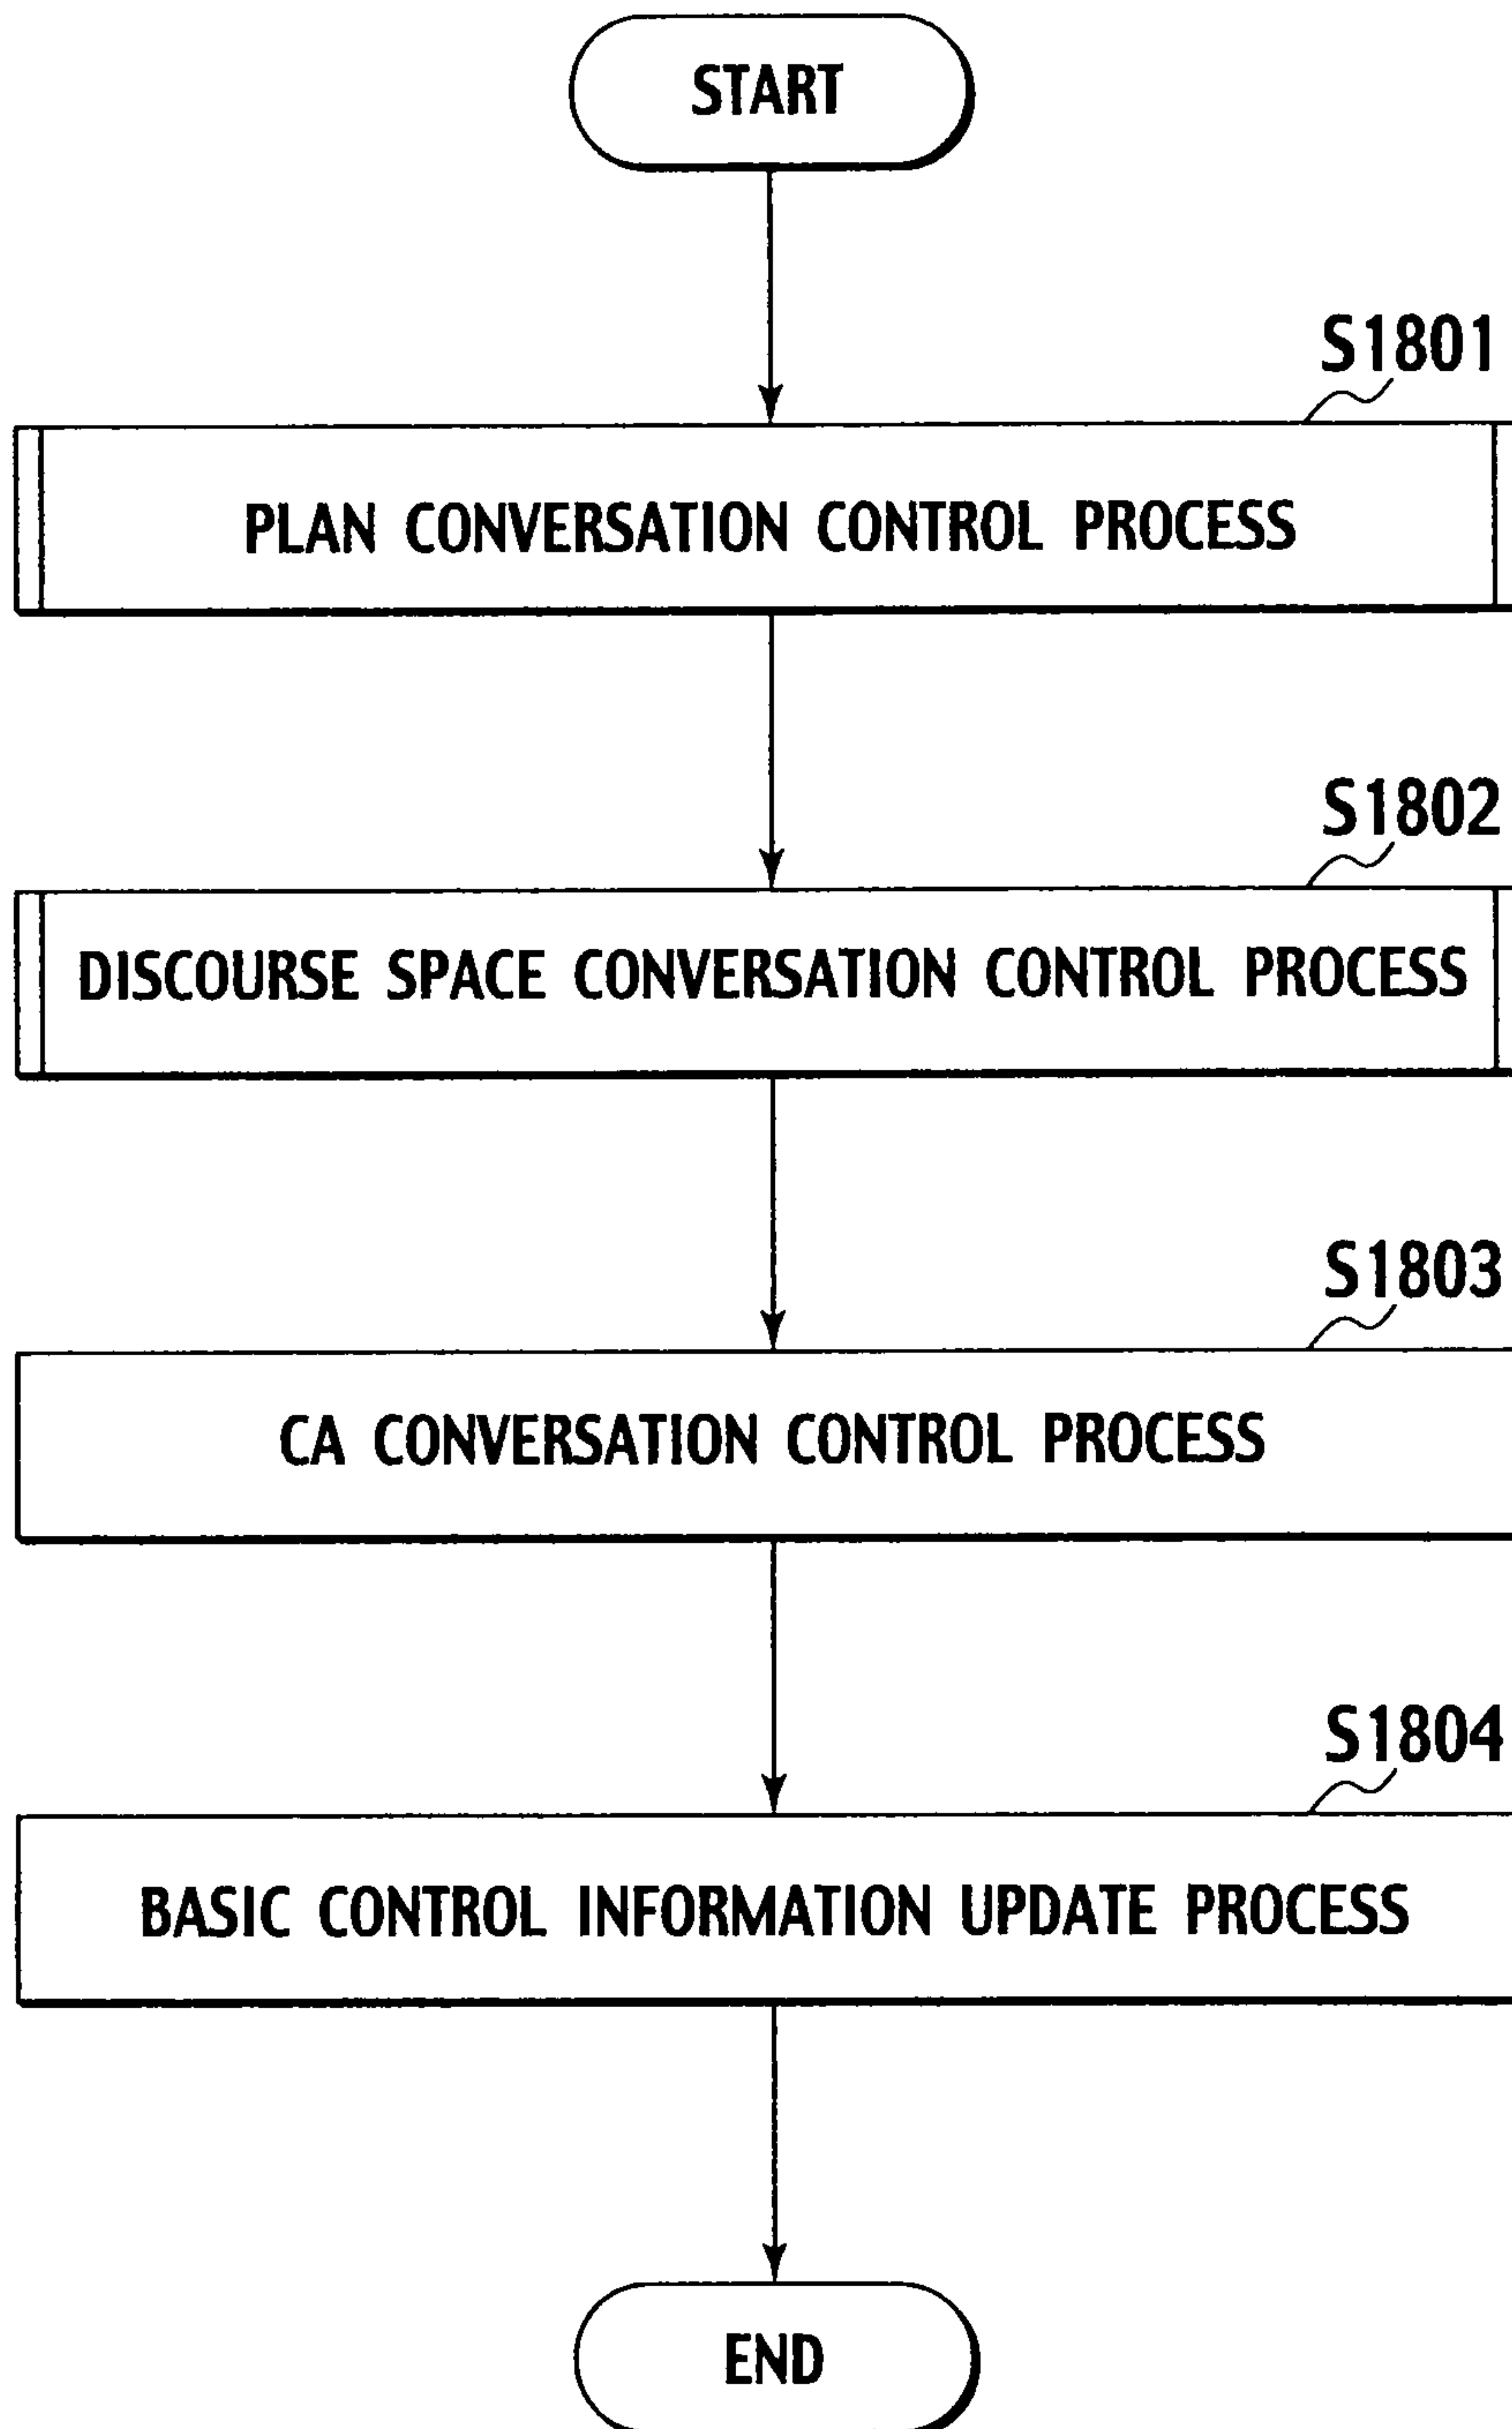 START
S1801
PLAN CONVERSATION CONTROL PROCESS
S1802
DISCOURSE SPACE CONVERSATION CONTROL PROCESS
S1803
CA CONVERSATION CONTROL PROCESS
S1804
BASIC CONTROL INFORMATION UPDATE PROCESS
END